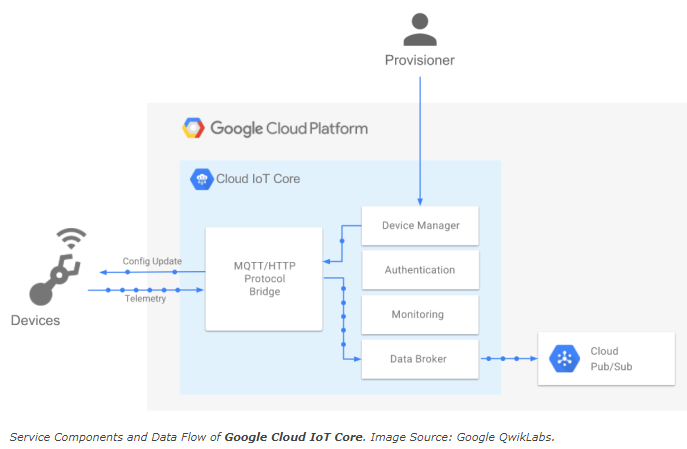 Provisioner
Google Cloud Platform
Cloud IoT Core
Device Manager
Config Update
MQTT/HTTP
Protocol
Bridge
Authentication
Telemetry
Devices
Monitoring
Data Broker
Cloud
Pub/Sub
Service Components and Data Flow of Google Cloud IoT Core. Image Source: Google QwikLabs.